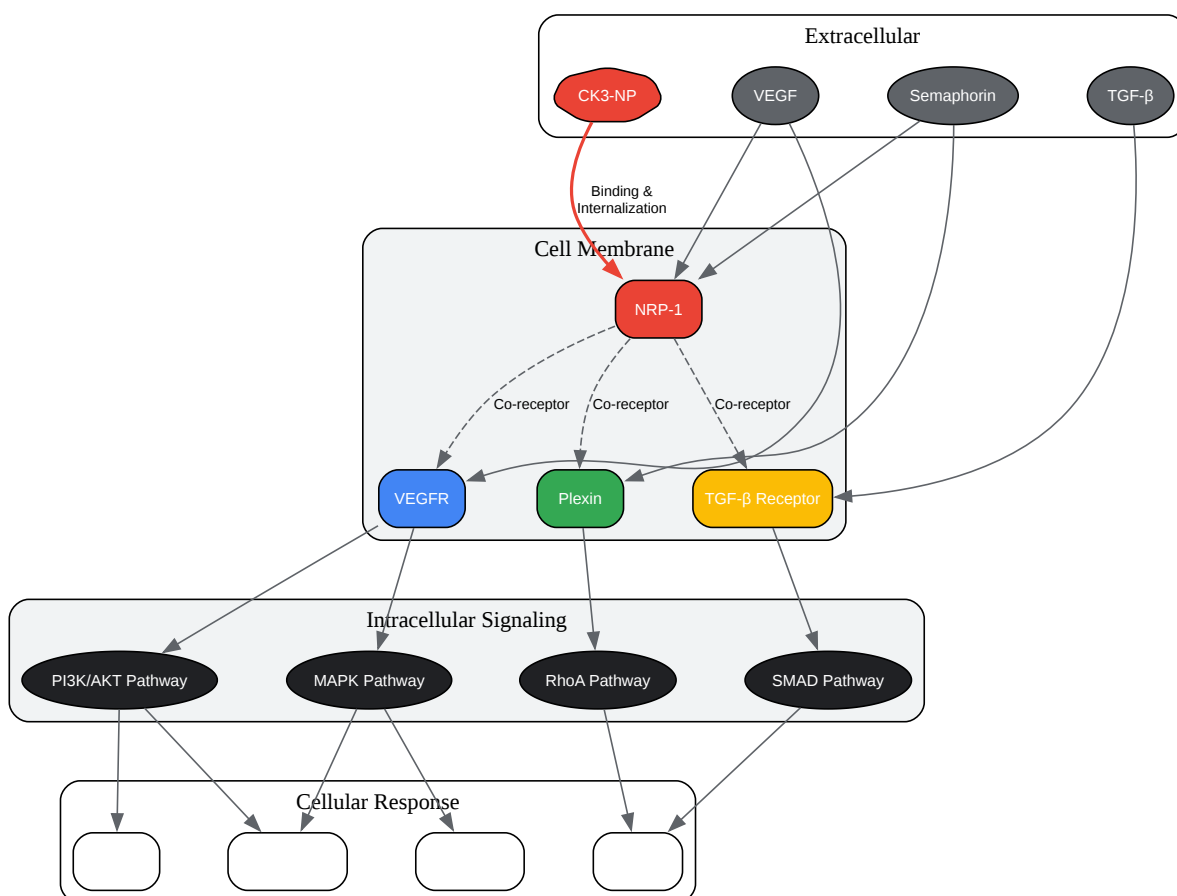 Extracellular
CK3-NP
VEGF
Semaphorin
TGF-β
Binding &
Internalization
Cell Membrane
NRP-1
Co-receptor
Co-receptor
Co-receptor
VEGFR
Plexin
TGF-β Receptor
Intracellular Signaling
PI3K/AKT Pathway
MAPK Pathway
RhoA Pathway
SMAD Pathway
Cellular Response